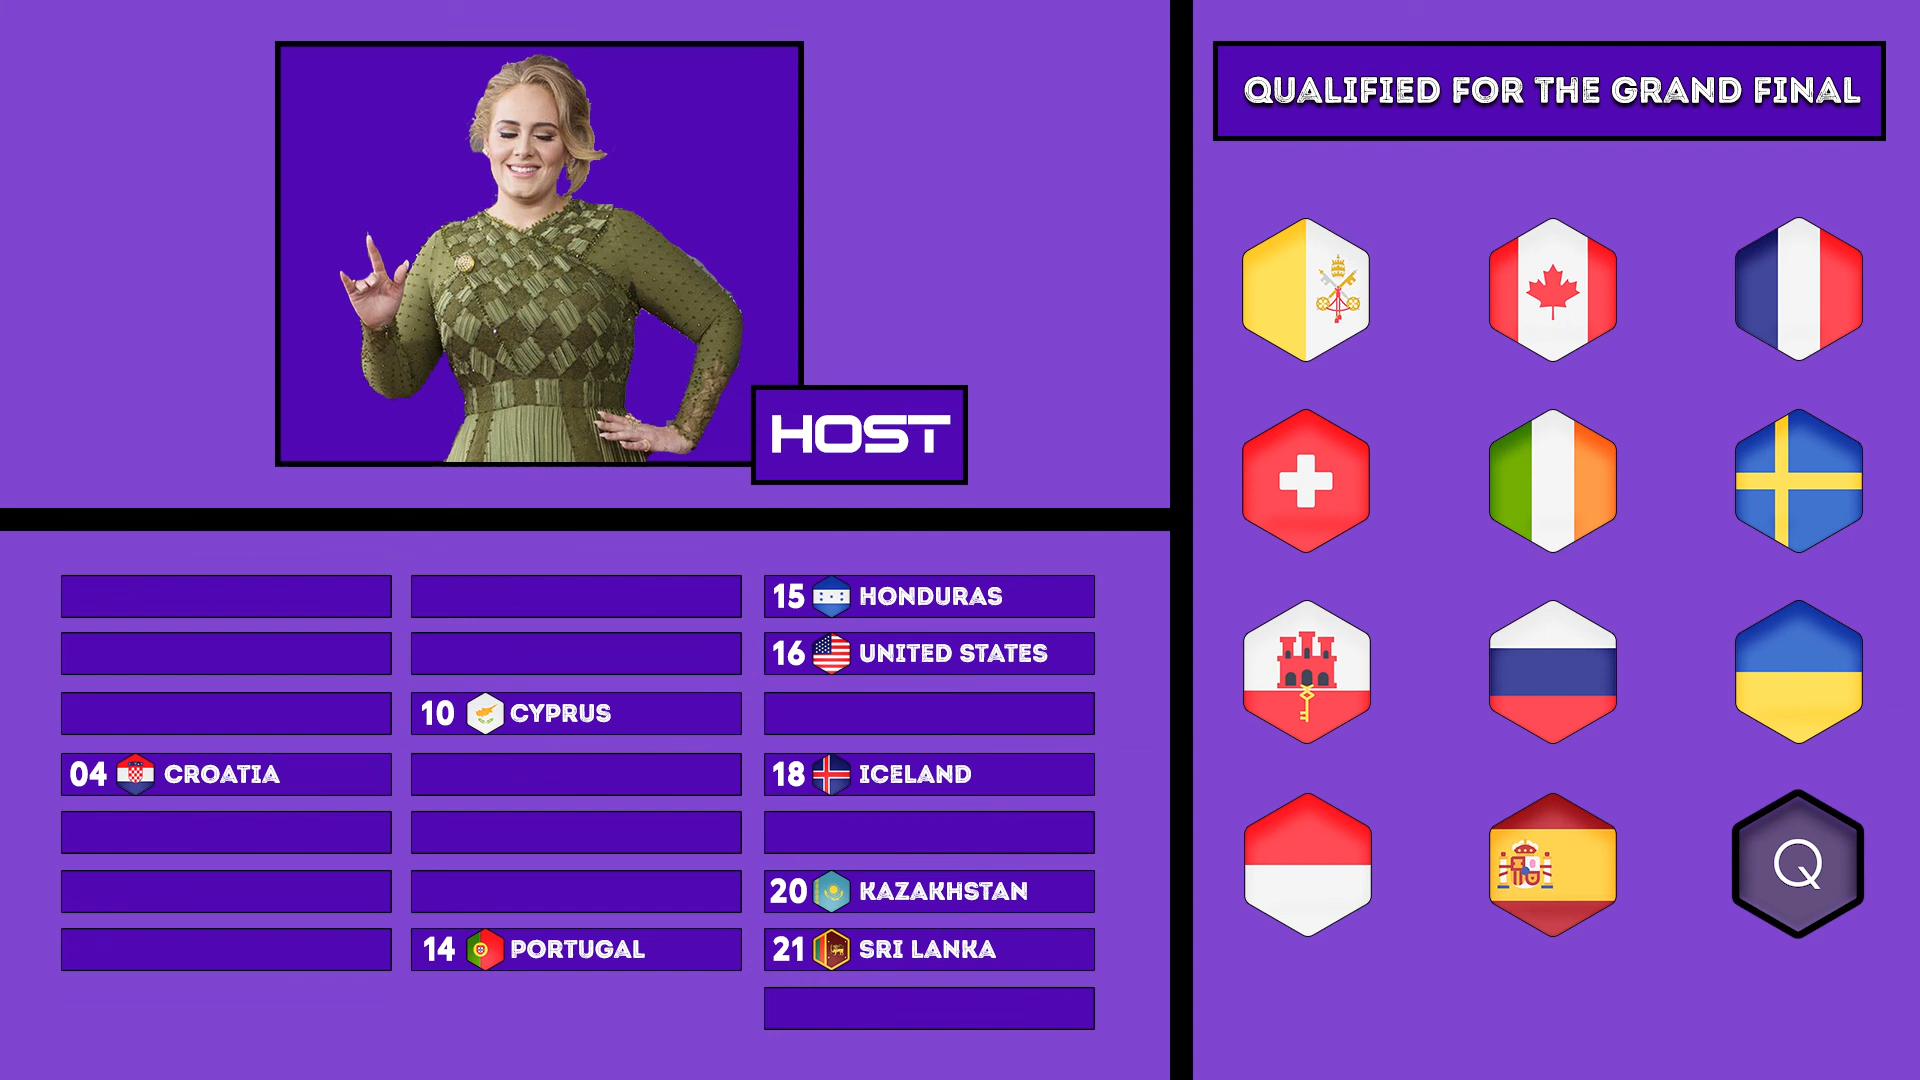 HOST
QUALIFIED FOR THE GRAND FINAL
04 CROATIA
10 CYPRUS
14 PORTUGAL
15 HONDURAS
16 UNITED STATES
18 ICELAND
20 KAZAKHSTAN
21 SRI LANKA
Q